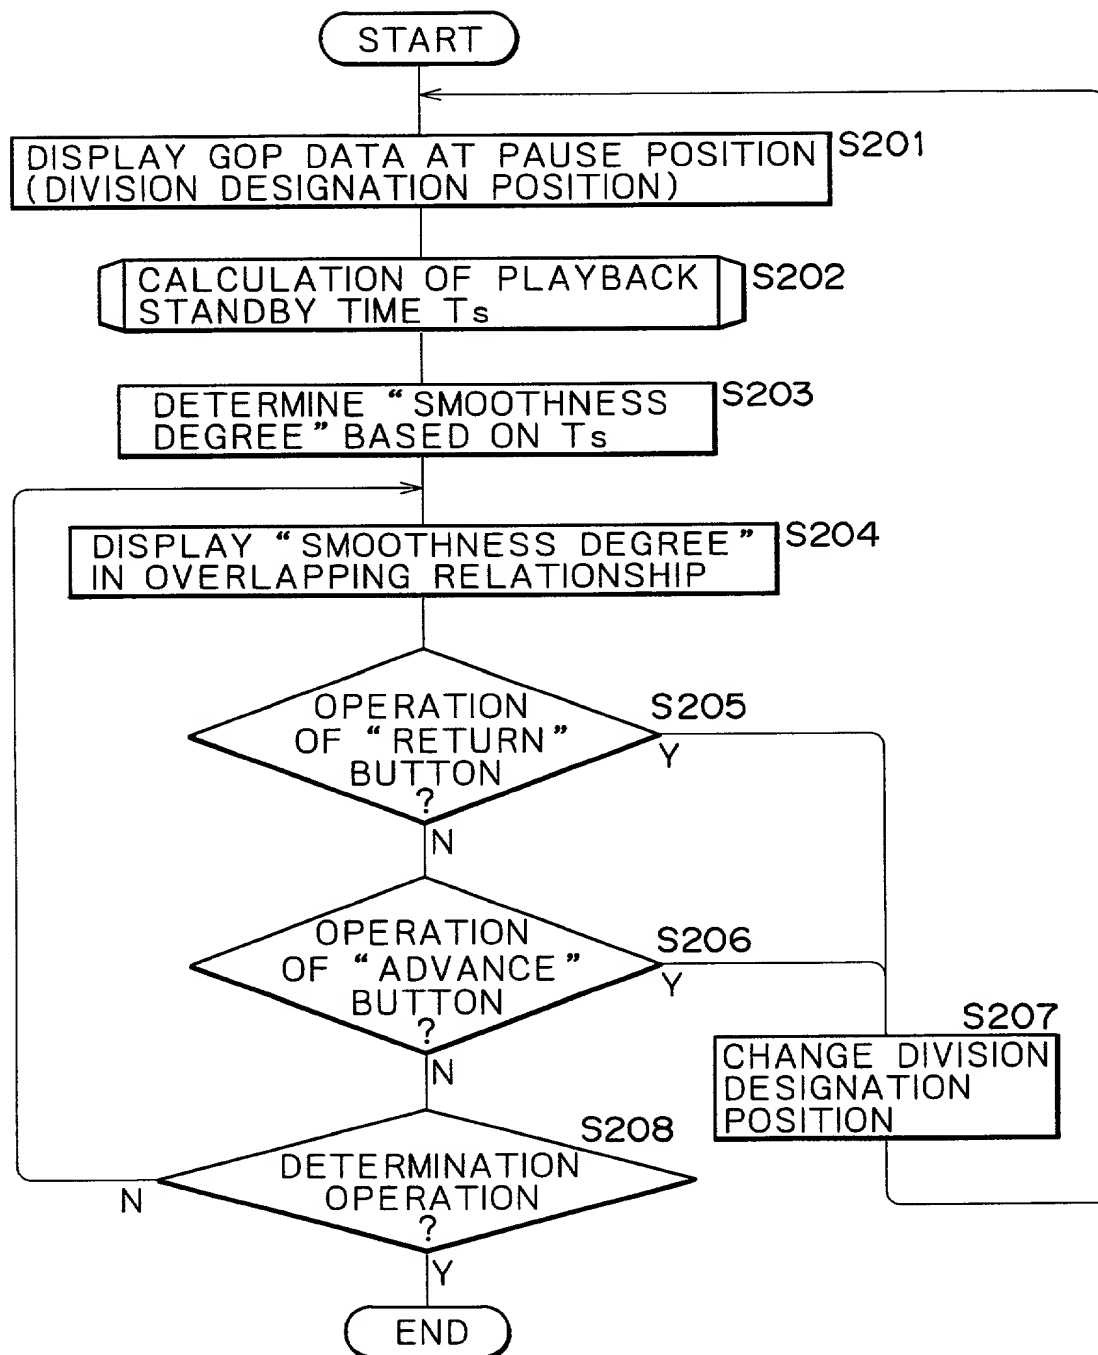 START
DISPLAY GOP DATA AT PAUSE POSITION
(DIVISION DESIGNATION POSITION)
S201
CALCULATION OF PLAYBACK
STANDBY TIME Ts
S202
DETERMINE “SMOOTHNESS
DEGREE” BASED ON Ts
S203
DISPLAY “SMOOTHNESS DEGREE”
IN OVERLAPPING RELATIONSHIP
S204
OPERATION
OF “RETURN”
BUTTON
?
S205
Y
N
OPERATION
OF “ADVANCE”
BUTTON
?
S206
Y
N
S207
CHANGE DIVISION
DESIGNATION
POSITION
S208
DETERMINATION
OPERATION
?
N
Y
END